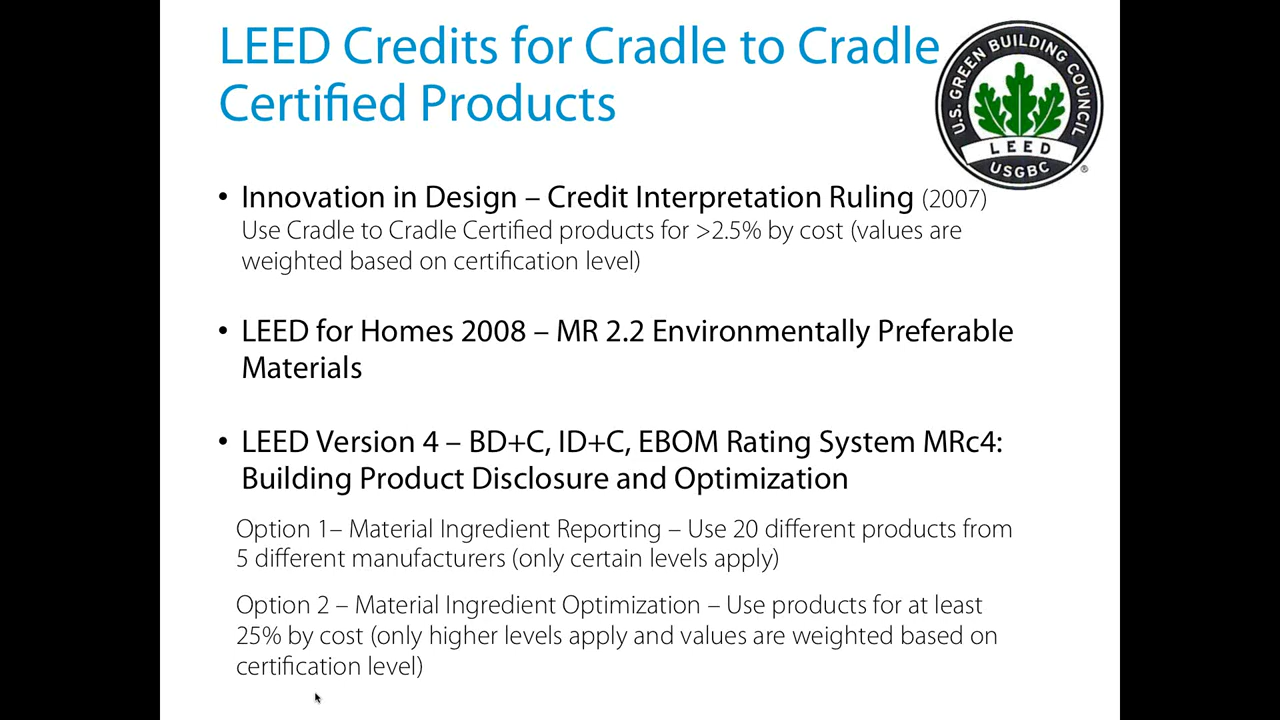 LEED Credits for Cradle to Cradle
Certified Products
U.S. GREEN BUILDING COUNCIL
LEED
USGBC
®
• Innovation in Design – Credit Interpretation Ruling (2007)
Use Cradle to Cradle Certified products for >2.5% by cost (values are
weighted based on certification level)
• LEED for Homes 2008 – MR 2.2 Environmentally Preferable
Materials
• LEED Version 4 – BD+C, ID+C, EBOM Rating System MRc4:
Building Product Disclosure and Optimization
Option 1– Material Ingredient Reporting – Use 20 different products from
5 different manufacturers (only certain levels apply)
Option 2 – Material Ingredient Optimization – Use products for at least
25% by cost (only higher levels apply and values are weighted based on
certification level)